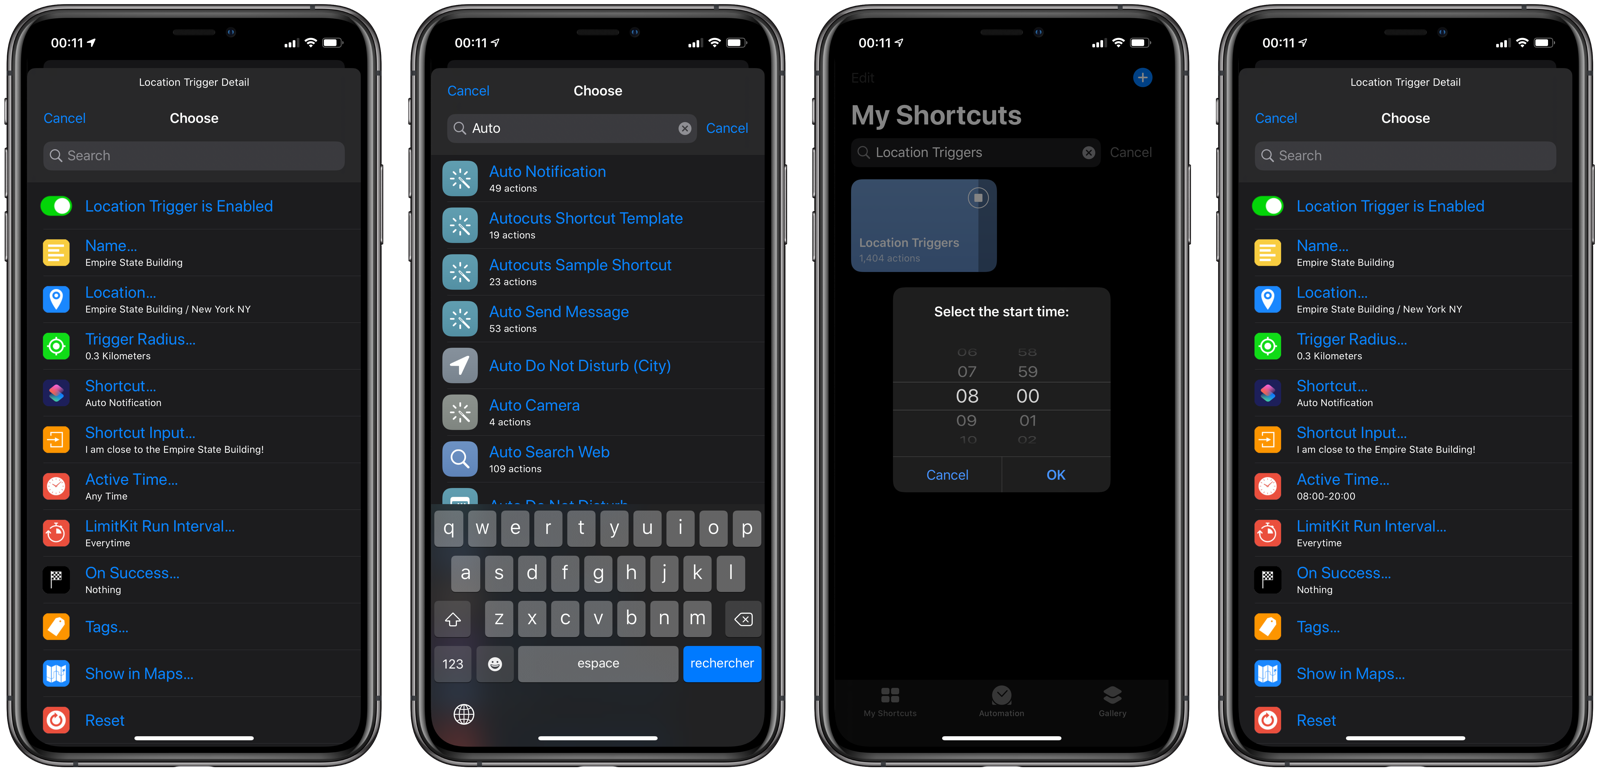 00:11
Location Trigger Detail
Cancel
Choose
Search
Location Trigger is Enabled
Name...
Empire State Building
Location...
Empire State Building / New York NY
Trigger Radius...
0.3 Kilometers
Shortcut...
Auto Notification
Shortcut Input...
I am close to the Empire State Building!
Active Time...
Any Time
LimitKit Run Interval...
Everytime
On Success...
Nothing
Tags...
Show in Maps...
Reset
00:11
Cancel
Choose
Auto
Cancel
Auto Notification
49 actions
Autocuts Shortcut Template
19 actions
Autocuts Sample Shortcut
23 actions
Auto Send Message
53 actions
Auto Do Not Disturb (City)
Auto Camera
4 actions
Auto Search Web
109 actions
Auto Do Not Disturb
q w e r t y u i o p
a s d f g h j k l
z x c v b n m
123
espace
rechercher
00:11
Edit
My Shortcuts
Location Triggers
Cancel
Location Triggers
1,404 actions
Select the start time:
06 58
07 59
08 00
09 01
10 02
Cancel
OK
My Shortcuts
Automation
Gallery
00:11
Location Trigger Detail
Cancel
Choose
Search
Location Trigger is Enabled
Name...
Empire State Building
Location...
Empire State Building / New York NY
Trigger Radius...
0.3 Kilometers
Shortcut...
Auto Notification
Shortcut Input...
I am close to the Empire State Building!
Active Time...
08:00-20:00
LimitKit Run Interval...
Everytime
On Success...
Nothing
Tags...
Show in Maps...
Reset